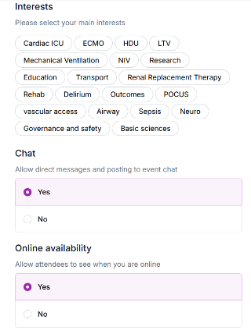 Interests
Please select your main interests
Cardiac ICU ECMO HDU LTV
Mechanical Ventilation NIV Research
Education Transport Renal Replacement Therapy
Rehab Delirium Outcomes POCUS
vascular access Airway Sepsis Neuro
Governance and safety Basic sciences
Chat
Allow direct messages and posting to event chat
Yes
No
Online availability
Allow attendees to see when you are online
Yes
No